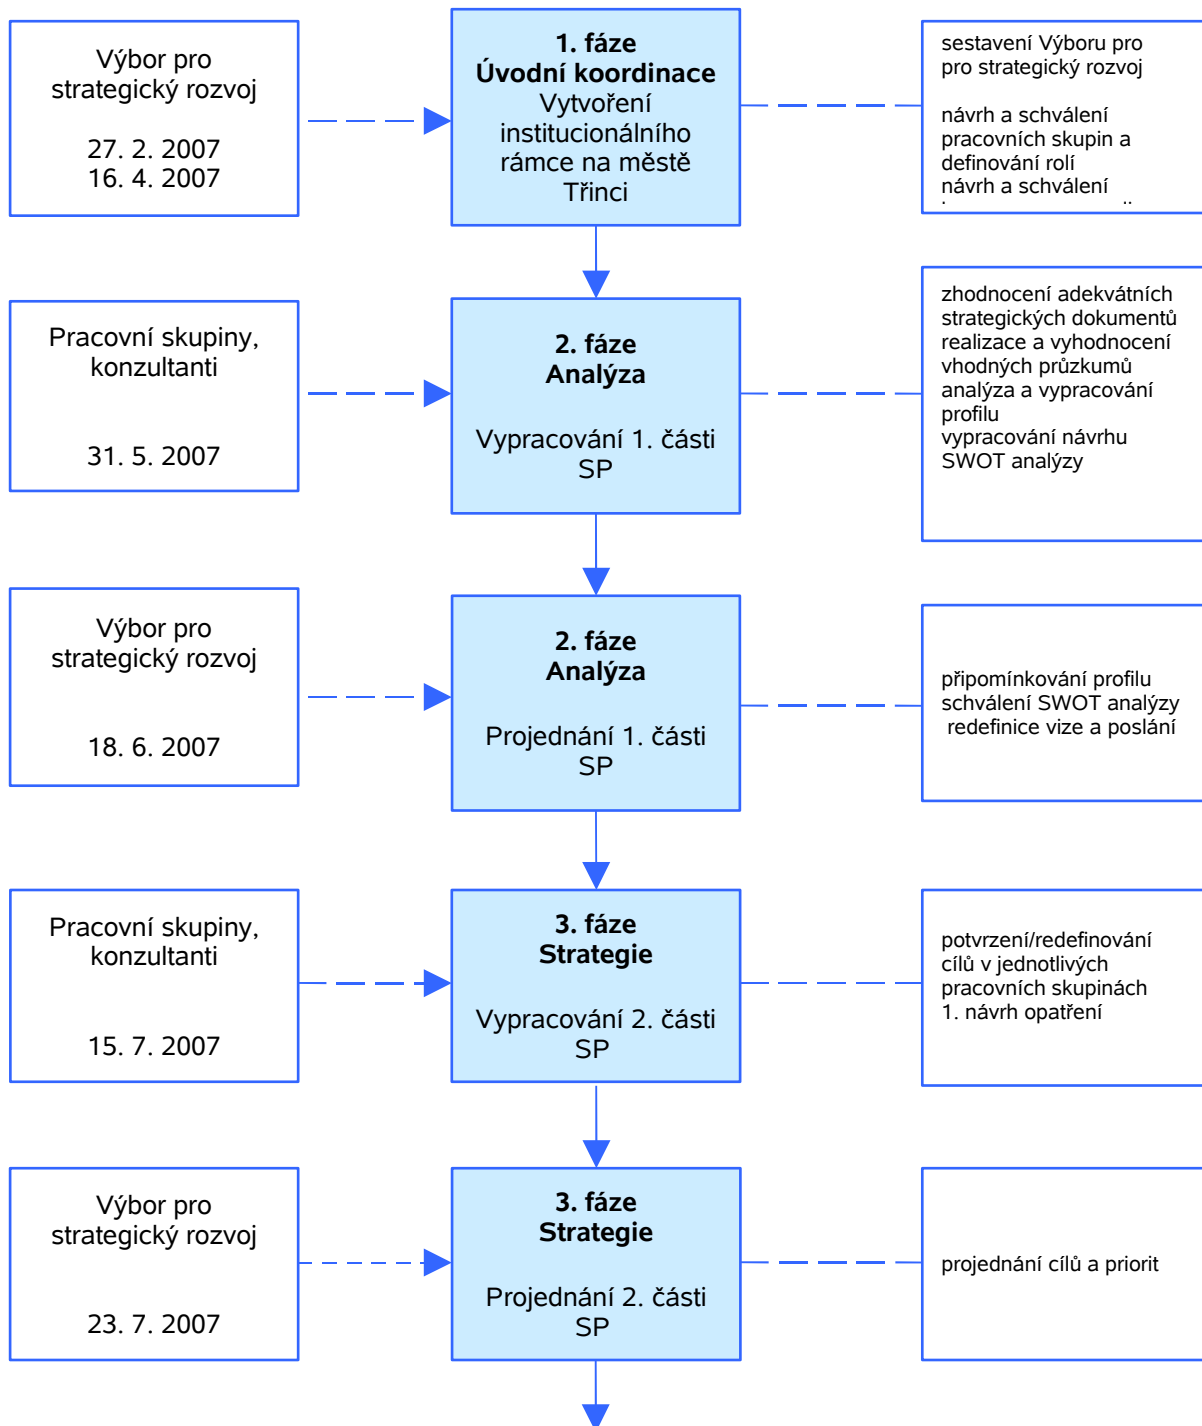 Výbor pro
strategický rozvoj
27. 2. 2007
16. 4. 2007
1. fáze
Úvodní koordinace
Vytvoření
institucionálního
rámce na městě
Třinci
sestavení Výboru pro
pro strategický rozvoj
návrh a schválení
pracovních skupin a
definování rolí
návrh a schválení
Pracovní skupiny,
konzultanti
31. 5. 2007
2. fáze
Analýza
Vypracování 1. části
SP
zhodnocení adekvátních
strategických dokumentů
realizace a vyhodnocení
vhodných průzkumů
analýza a vypracování
profilu
vypracování návrhu
SWOT analýzy
Výbor pro
strategický rozvoj
18. 6. 2007
2. fáze
Analýza
Projednání 1. části
SP
připomínkování profilu
schválení SWOT analýzy
redefinice vize a poslání
Pracovní skupiny,
konzultanti
15. 7. 2007
3. fáze
Strategie
Vypracování 2. části
SP
potvrzení/redefinování
cílů v jednotlivých
pracovních skupinách
1. návrh opatření
Výbor pro
strategický rozvoj
23. 7. 2007
3. fáze
Strategie
Projednání 2. části
SP
projednání cílů a priorit